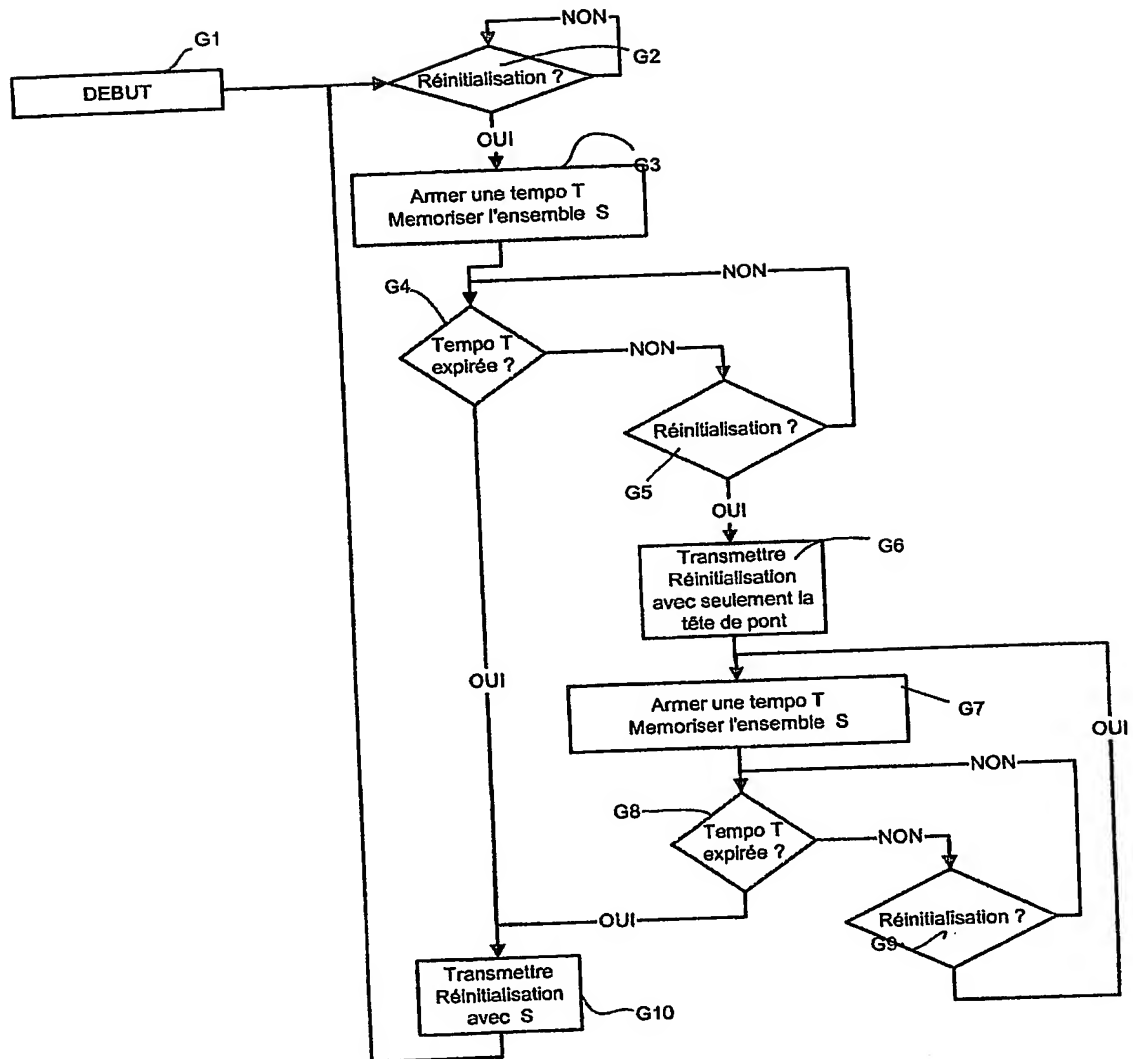 NON
G1
G2
Réinitialisation ?
DEBUT
OUI
G3
Armer une tempo T
Memoriser l'ensemble S
NON
G4
Tempo T
expirée ?
NON
Réinitialisation ?
G5
OUI
Transmettre
Réinitialisation
avec seulement la
tête de pont
G6
OUI
Armer une tempo T
Memoriser l'ensemble S
G7
OUI
NON
G8
Tempo T
expirée ?
NON
OUI
Réinitialisation ?
G9
Transmettre
Réinitialisation
avec S
G10